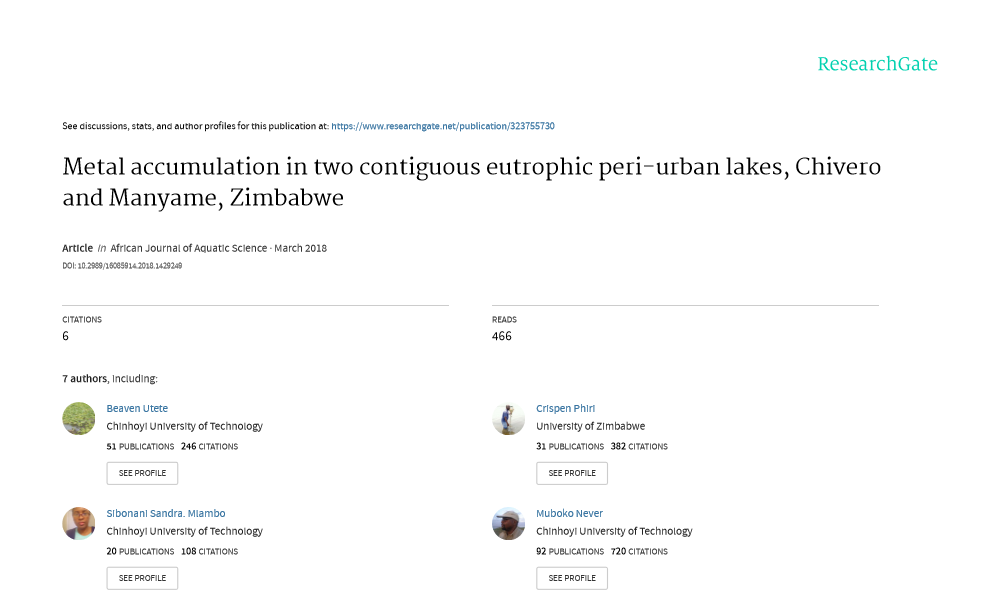 ResearchGate
See discussions, stats, and author profiles for this publication at: https://www.researchgate.net/publication/323755730
Metal accumulation in two contiguous eutrophic peri-urban lakes, Chivero
and Manyame, Zimbabwe
Article in African Journal of Aquatic Science · March 2018
DOI: 10.2989/16085914.2018.1429249
CITATIONS
6
READS
466
7 authors, including:
Beaven Utete
Chinhoyi University of Technology
51 PUBLICATIONS 246 CITATIONS
SEE PROFILE
Crispen Phiri
University of Zimbabwe
31 PUBLICATIONS 382 CITATIONS
SEE PROFILE
Sibonani Sandra. Mlambo
Chinhoyi University of Technology
20 PUBLICATIONS 108 CITATIONS
SEE PROFILE
Muboko Never
Chinhoyi University of Technology
92 PUBLICATIONS 720 CITATIONS
SEE PROFILE